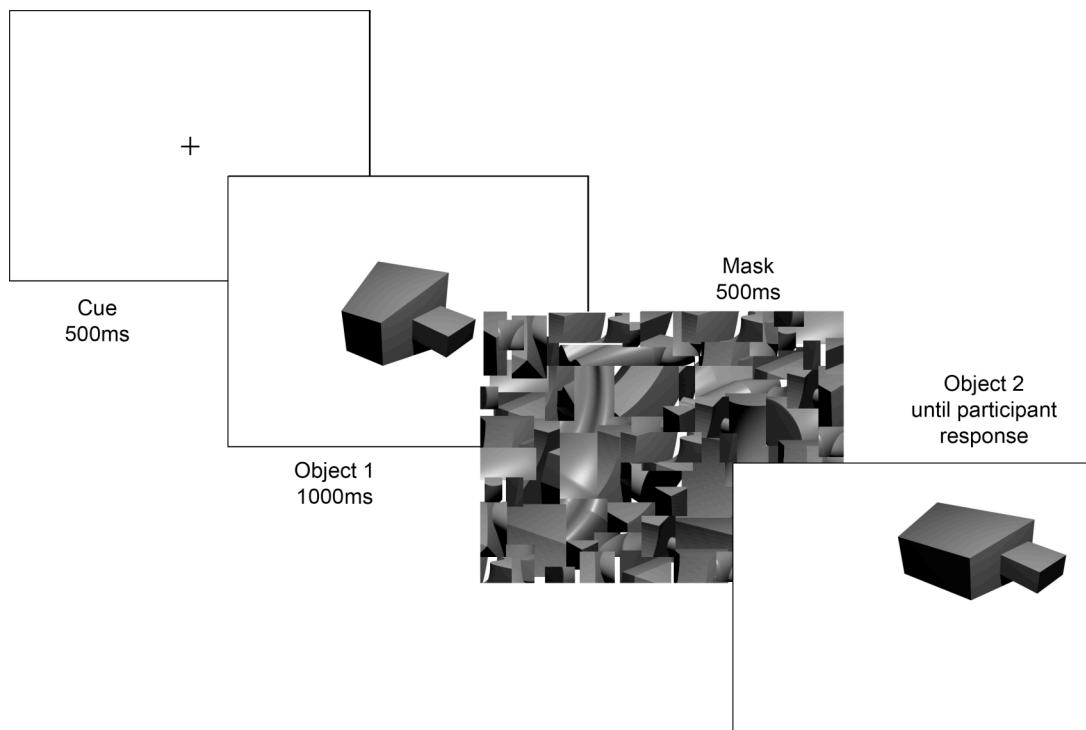 Cue
500ms
Object 1
1000ms
Mask
500ms
Object 2
until participant
response